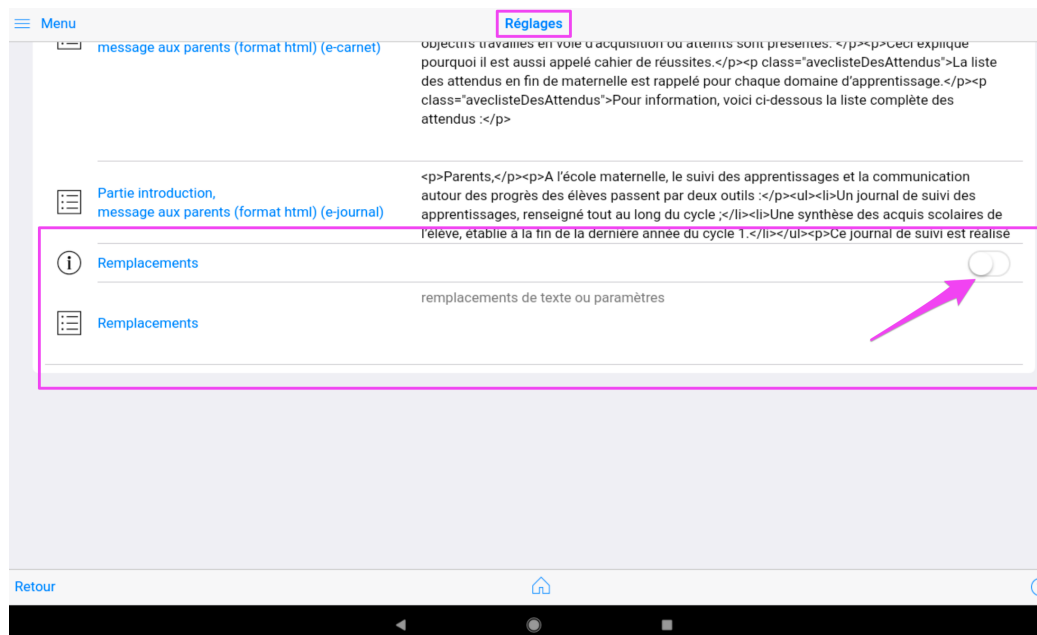 Menu
Réglages
message aux parents (format html) (e-carnet)
objectifs travaillés en voie d'acquisition ou atteints sont présentés. </p><p>Ceci explique
pourquoi il est aussi appelé cahier de réussites.</p><p class="aveclisteDesAttendus">La liste
des attendus en fin de maternelle est rappelé pour chaque domaine d'apprentissage.</p><p
class="aveclisteDesAttendus">Pour information, voici ci-dessous la liste complète des
attendus :</p>
Partie introduction,
message aux parents (format html) (e-journal)
<p>Parents,</p><p>A l'école maternelle, le suivi des apprentissages et la communication
autour des progrès des élèves passent par deux outils :</p><ul><li>Un journal de suivi des
apprentissages, renseigné tout au long du cycle ;</li><li>Une synthèse des acquis scolaires de
l'élève, établie à la fin de la dernière année du cycle 1.</li></ul><p>Ce journal de suivi est réalisé
Remplacements
Remplacements
remplacements de texte ou paramètres
Retour